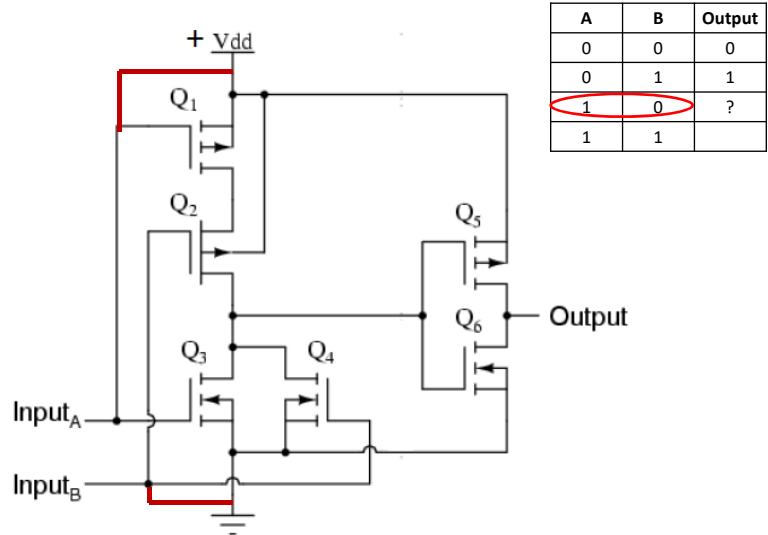 + Vdd
Q1
Q2
Q3
Q4
Q5
Q6
Output
InputA
InputB
A B Output
0 0 0
0 1 1
1 0 ?
1 1